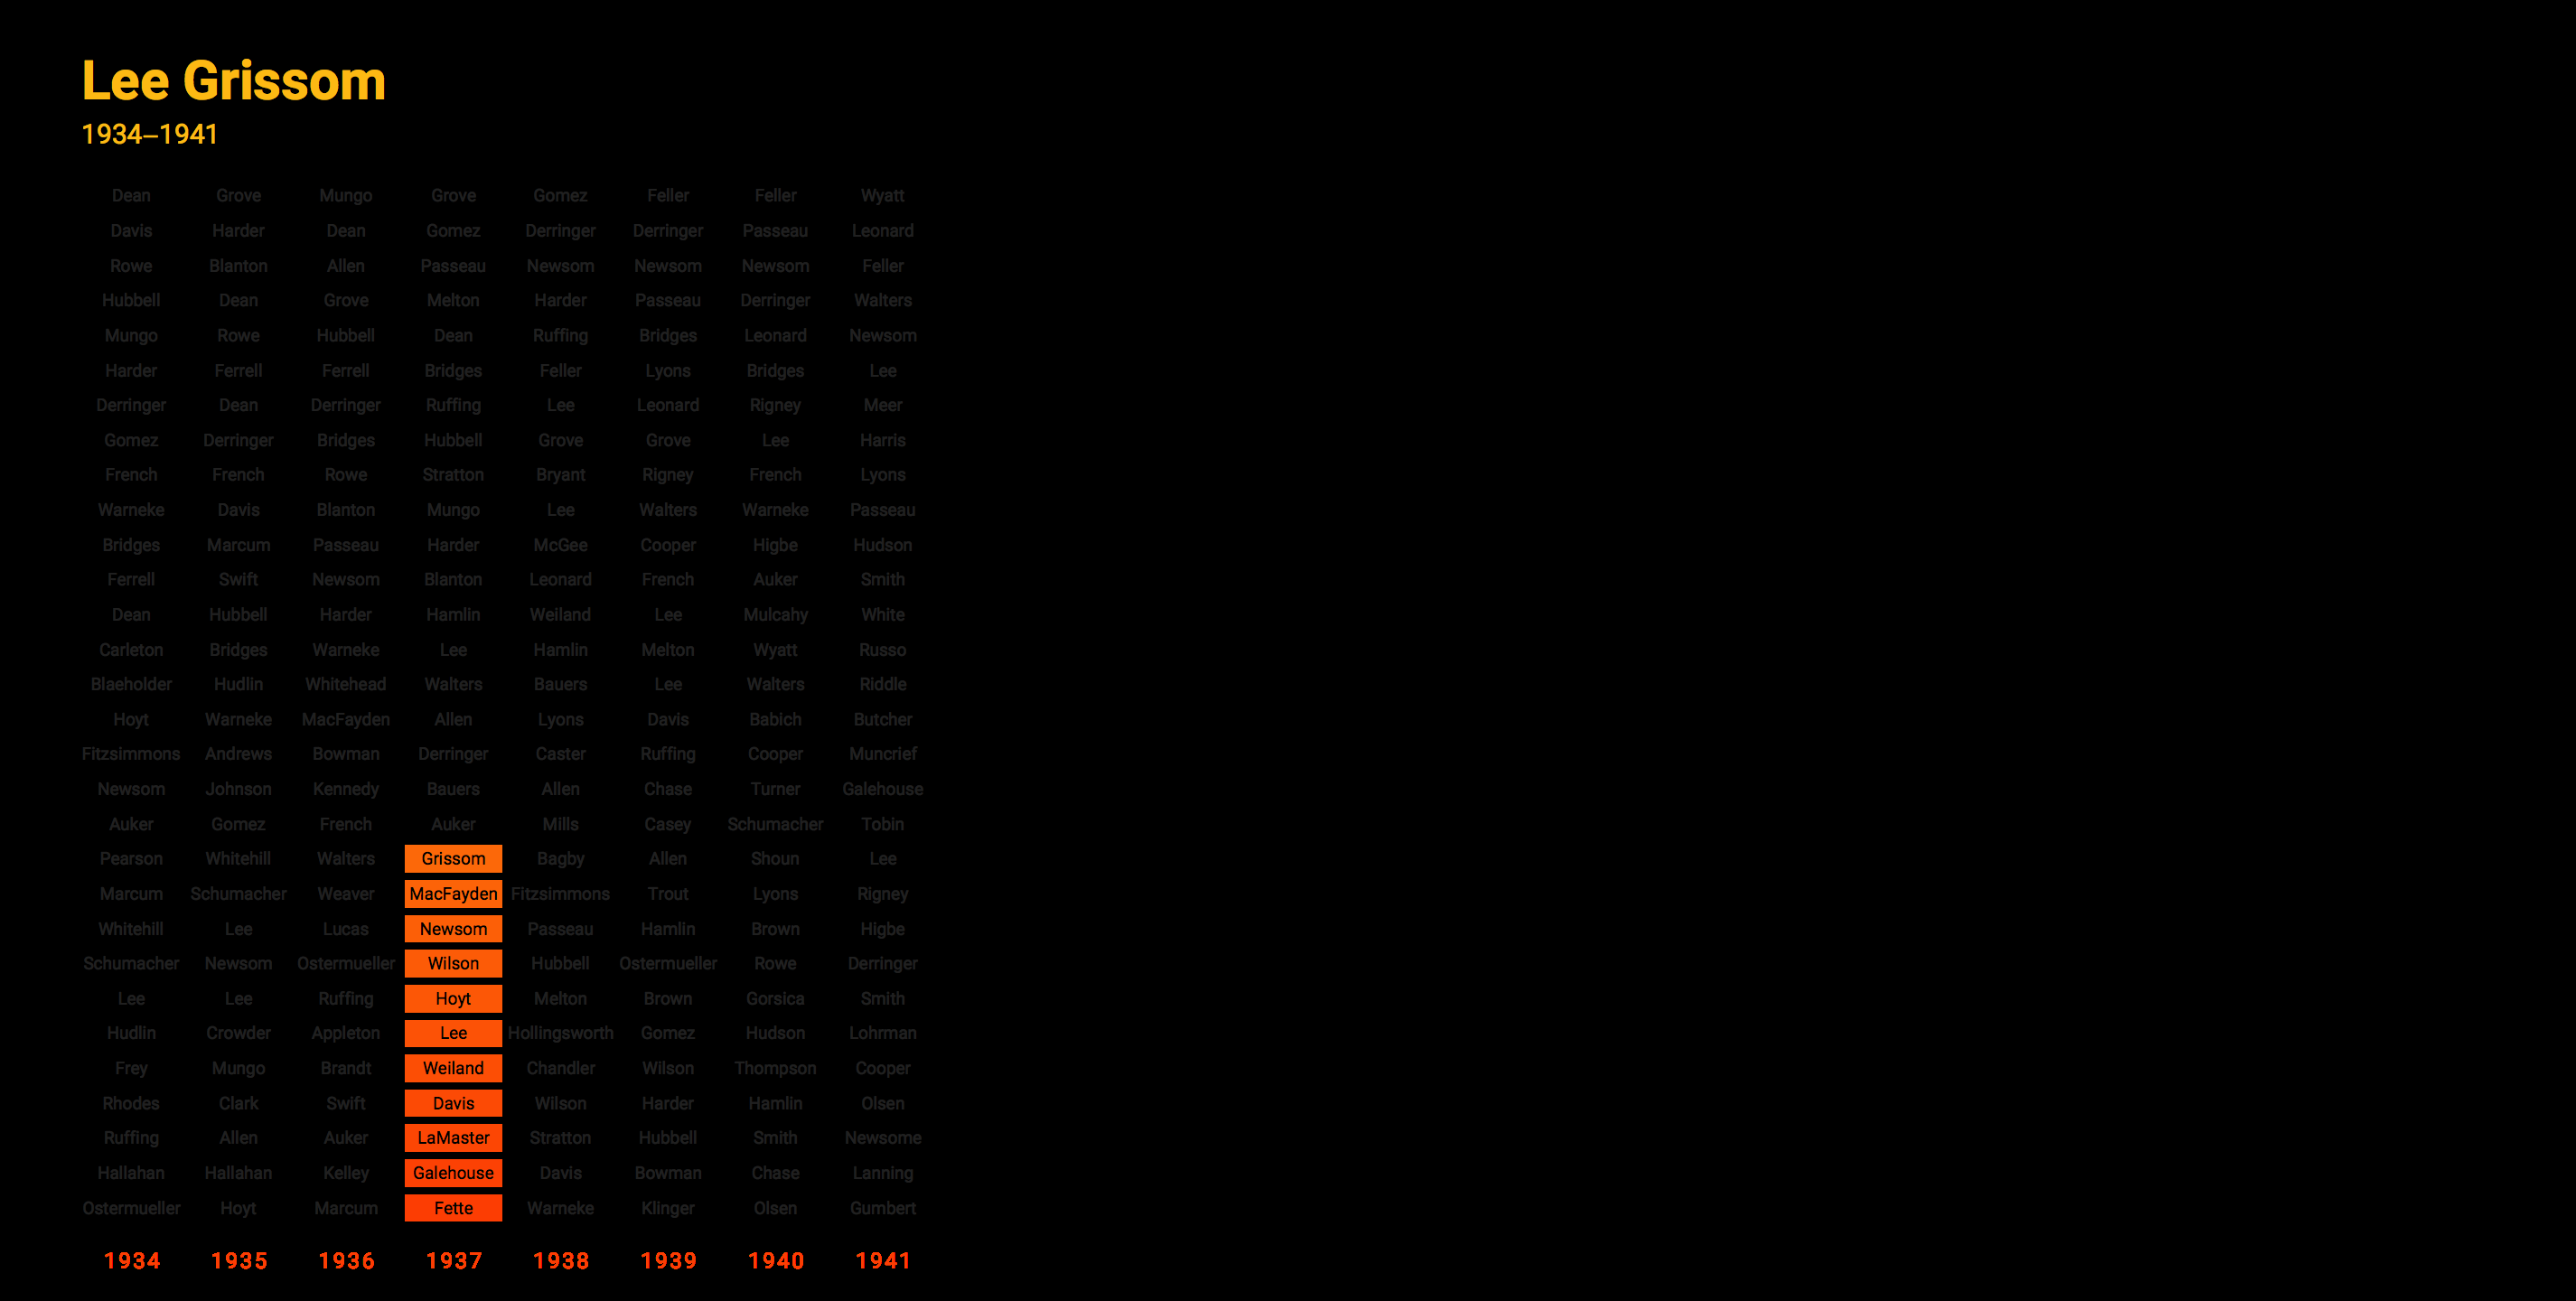 Lee Grissom
1934–1941
Dean Grove Mungo Grove Gomez Feller Feller Wyatt
Davis Harder Dean Gomez Derringer Derringer Passeau Leonard
Rowe Blanton Allen Passeau Newsom Newsom Newsom Feller
Hubbell Dean Grove Melton Harder Passeau Derringer Walters
Mungo Rowe Hubbell Dean Ruffing Bridges Leonard Newsom
Harder Ferrell Ferrell Bridges Feller Lyons Bridges Lee
Derringer Dean Derringer Ruffing Lee Leonard Rigney Meer
Gomez Derringer Bridges Hubbell Grove Grove Lee Harris
French French Rowe Stratton Bryant Rigney French Lyons
Warneke Davis Blanton Mungo Lee Walters Warneke Passeau
Bridges Marcum Passeau Harder McGee Cooper Higbe Hudson
Ferrell Swift Newsom Blanton Leonard French Auker Smith
Dean Hubbell Harder Hamlin Weiland Lee Mulcahy White
Carleton Bridges Warneke Lee Hamlin Melton Wyatt Russo
Blaeholder Hudlin Whitehead Walters Bauers Lee Walters Riddle
Hoyt Warneke MacFayden Allen Lyons Davis Babich Butcher
Fitzsimmons Andrews Bowman Derringer Caster Ruffing Cooper Muncrief
Newsom Johnson Kennedy Bauers Allen Chase Turner Galehouse
Auker Gomez French Auker Mills Casey Schumacher Tobin
Pearson Whitehill Walters Grissom Bagby Allen Shoun Lee
Marcum Schumacher Weaver MacFayden Fitzsimmons Trout Lyons Rigney
Whitehill Lee Lucas Newsom Passeau Hamlin Brown Higbe
Schumacher Newsom Ostermueller Wilson Hubbell Ostermueller Rowe Derringer
Lee Lee Ruffing Hoyt Melton Brown Gorsica Smith
Hudlin Crowder Appleton Lee Hollingsworth Gomez Hudson Lohrman
Frey Mungo Brandt Weiland Chandler Wilson Thompson Cooper
Rhodes Clark Swift Davis Wilson Harder Hamlin Olsen
Ruffing Allen Auker LaMaster Stratton Hubbell Smith Newsome
Hallahan Hallahan Kelley Galehouse Davis Bowman Chase Lanning
Ostermueller Hoyt Marcum Fette Warneke Klinger Olsen Gumbert
1934 1935 1936 1937 1938 1939 1940 1941